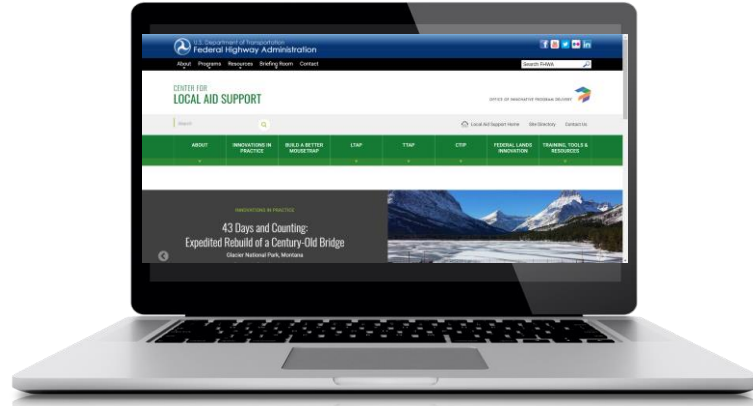 U.S. Department of Transportation
Federal Highway Administration
About Programs Resources Briefing Room Contact
Search FHWA
CENTER FOR
LOCAL AID SUPPORT
OFFICE OF INNOVATIVE PROGRAM DELIVERY
Search
Local Aid Support Home Site Directory Contact Us
ABOUT
INNOVATIONS IN
PRACTICE
BUILD A BETTER
MOUSETRAP
LTAP
TTAP
CTIP
FEDERAL LANDS
INNOVATION
TRAINING, TOOLS &
RESOURCES
INNOVATIONS IN PRACTICE
43 Days and Counting:
Expedited Rebuild of a Century-Old Bridge
Glacier National Park, Montana